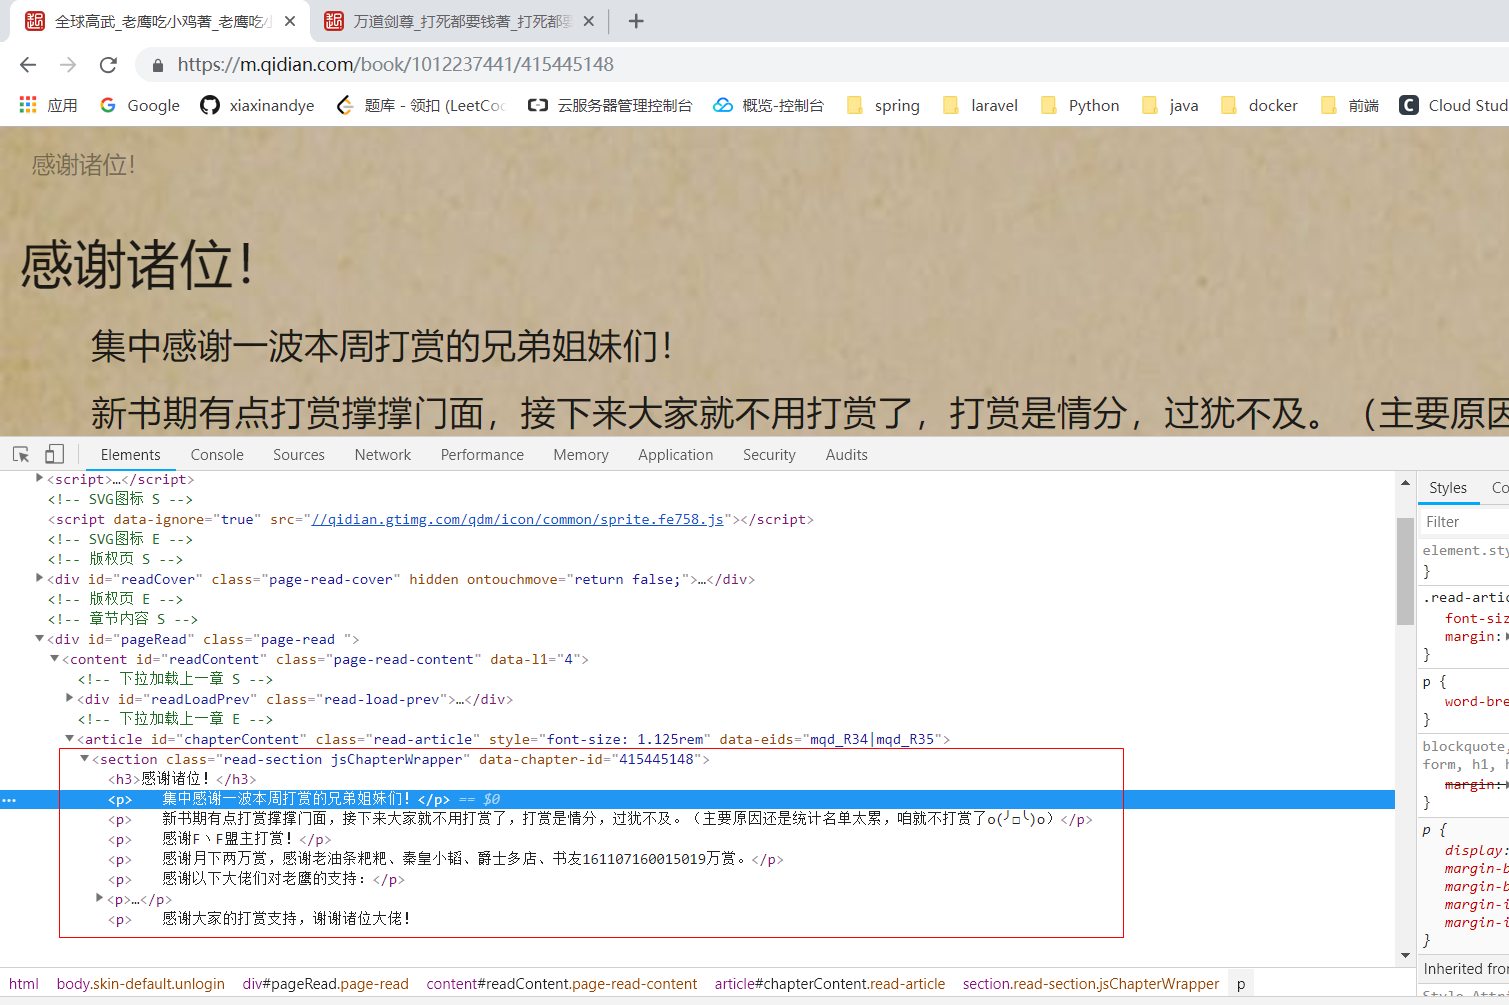 全球高武_老鹰吃小鸡著_老鹰吃小
万道剑尊_打死都要钱著_打死都要
https://m.qidian.com/book/1012237441/415445148
应用 Google xiaxinandye 题库 - 领扣 (LeetCoc 云服务器管理控制台 概览-控制台 spring laravel Python java docker 前端 Cloud Stud
感谢诸位！
感谢诸位！
集中感谢一波本周打赏的兄弟姐妹们！
新书期有点打赏撑撑门面，接下来大家就不用打赏了，打赏是情分，过犹不及。（主要原因
Elements Console Sources Network Performance Memory Application Security Audits
<script>…</script>
<!-- SVG图标 S -->
<script data-ignore="true" src="//qidian.gtimg.com/qdm/icon/common/sprite.fe758.js"></script>
<!-- SVG图标 E -->
<!-- 版权页 S -->
<div id="readCover" class="page-read-cover" hidden ontouchmove="return false;">…</div>
<!-- 版权页 E -->
<!-- 章节内容 S -->
<div id="pageRead" class="page-read ">
<content id="readContent" class="page-read-content" data-l1="4">
<!-- 下拉加载上一章 S -->
<div id="readLoadPrev" class="read-load-prev">…</div>
<!-- 下拉加载上一章 E -->
<article id="chapterContent" class="read-article" style="font-size: 1.125rem" data-eids="mqd_R34|mqd_R35">
<section class="read-section jsChapterWrapper" data-chapter-id="415445148">
<h3>感谢诸位！</h3>
<p> 集中感谢一波本周打赏的兄弟姐妹们！</p> == $0
<p> 新书期有点打赏撑撑门面，接下来大家就不用打赏了，打赏是情分，过犹不及。（主要原因还是统计名单太累，咱就不打赏了o(╯□╰)o）</p>
<p> 感谢F丶F盟主打赏！</p>
<p> 感谢月下两万赏，感谢老油条粑粑、秦皇小韬、爵士多店、书友161107160015019万赏。</p>
<p> 感谢以下大佬们对老鹰的支持：</p>
<p>…</p>
<p> 感谢大家的打赏支持，谢谢诸位大佬！
html body.skin-default.unlogin div#pageRead.page-read content#readContent.page-read-content article#chapterContent.read-article section.read-section.jsChapterWrapper p
Styles Co
Filter
element.sty
}
.read-artic
font-siz
margin:
}
p {
word-bre
}
blockquote,
form, h1, h
margin:
}
p {
display:
margin-b
margin-b
margin-i
margin-i
}
Inherited fror
Style Attri